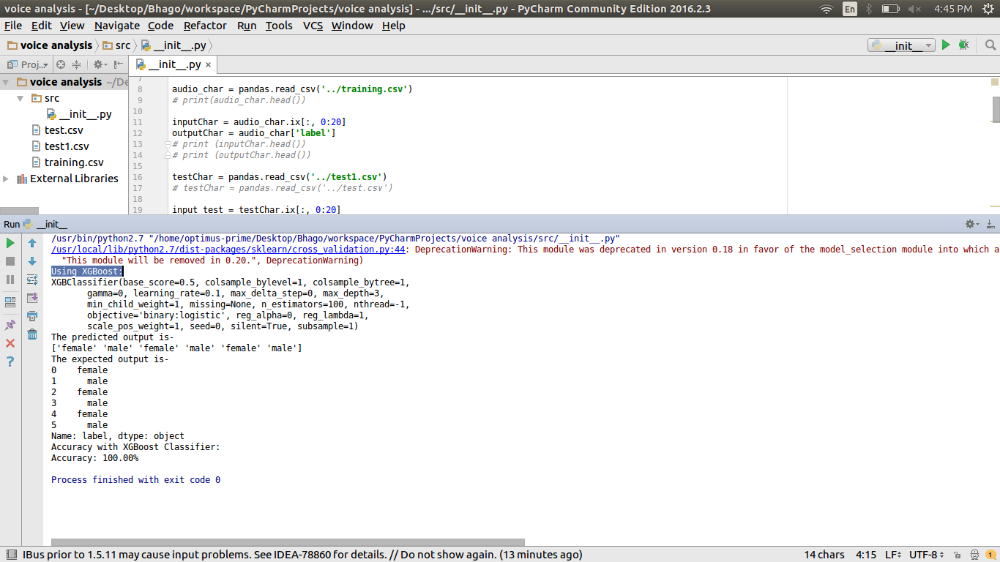 voice analysis - [~/Desktop/Bhago/workspace/PyCharmProjects/voice analysis] - .../src/__init__.py - PyCharm Community Edition 2016.2.3
En
4:45 PM
File Edit View Navigate Code Refactor Run Tools VCS Window Help
voice analysis src __init__.py
__init__
Proj...
__init__.py ×
voice analysis ~/De
src
__init__.py
test.csv
test1.csv
training.csv
External Libraries
7
8 audio_char = pandas.read_csv('../training.csv')
9 # print(audio_char.head())
10
11 inputChar = audio_char.ix[:, 0:20]
12 outputChar = audio_char['label']
13 # print (inputChar.head())
14 # print (outputChar.head())
15
16 testChar = pandas.read_csv('../test1.csv')
17 # testChar = pandas.read_csv('../test.csv')
18
19 input_test = testChar.ix[:, 0:20]
Run __init__
/usr/bin/python2.7 "/home/optimus-prime/Desktop/Bhago/workspace/PyCharmProjects/voice analysis/src/__init__.py"
/usr/local/lib/python2.7/dist-packages/sklearn/cross_validation.py:44: DeprecationWarning: This module was deprecated in version 0.18 in favor of the model_selection module into which a
"This module will be removed in 0.20.", DeprecationWarning)
Using XGBoost:
XGBClassifier(base_score=0.5, colsample_bylevel=1, colsample_bytree=1,
gamma=0, learning_rate=0.1, max_delta_step=0, max_depth=3,
min_child_weight=1, missing=None, n_estimators=100, nthread=-1,
objective='binary:logistic', reg_alpha=0, reg_lambda=1,
scale_pos_weight=1, seed=0, silent=True, subsample=1)
The predicted output is-
['female' 'male' 'female' 'male' 'female' 'male']
The expected output is-
0 female
1 male
2 female
3 male
4 female
5 male
Name: label, dtype: object
Accuracy with XGBoost Classifier:
Accuracy: 100.00%
Process finished with exit code 0
IBus prior to 1.5.11 may cause input problems. See IDEA-78860 for details. // Do not show again. (13 minutes ago)
14 chars 4:15 LF UTF-8 1